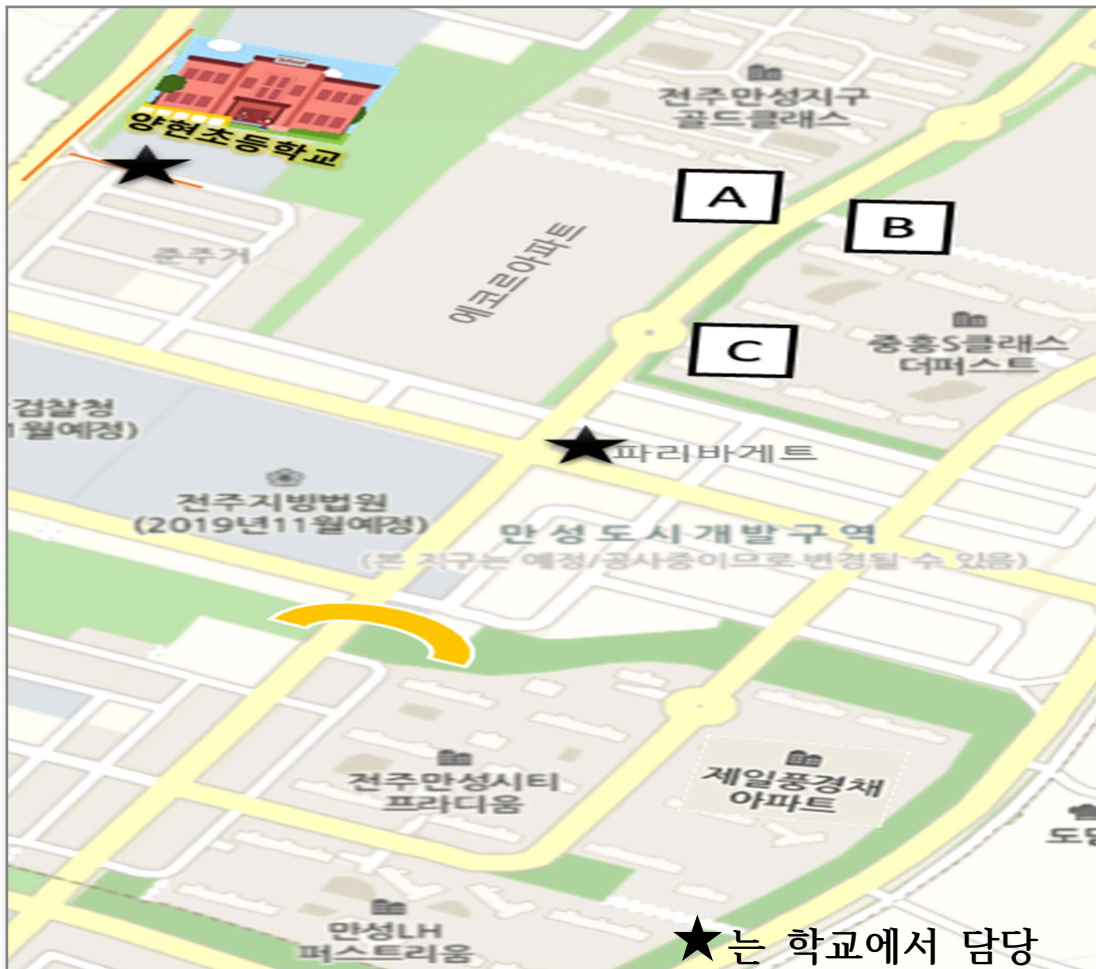 전주만성지구
골드클래스
양현초등학교
A
B
준주거
에코르아파트
C
중흥S클래스
더퍼스트
검찰청
1월예정)
파리바게트
전주지방법원
(2019년11월예정)
만성도시개발구역
(본 지구는 예정/공사중이므로 변경될 수 있음)
전주만성시티
프라디움
제일풍경채
아파트
만성LH
퍼스트리움
★는 학교에서 담당